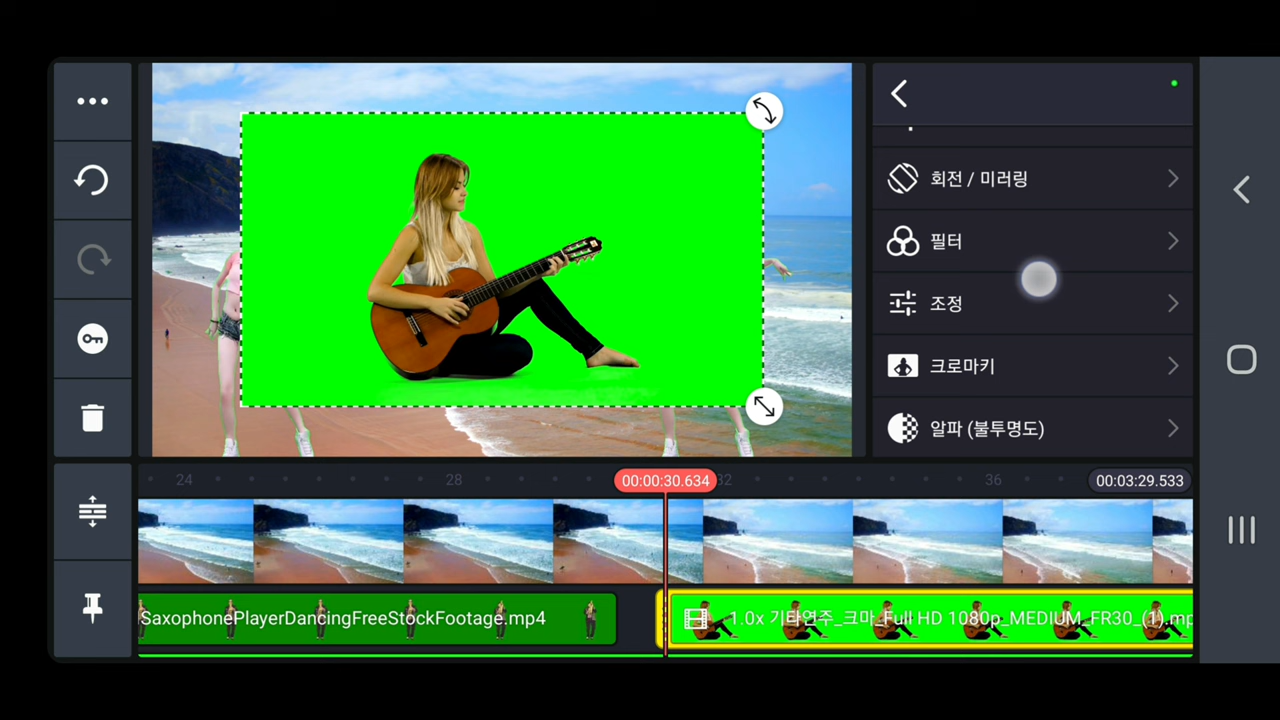 회전 / 미러링
필터
조정
크로마키
알파 (불투명도)
24
28
00:00:30.634
32
36
00:03:29.533
SaxophonePlayerDancingFreeStockFootage.mp4
1.0x 기타연주_크마_Full HD 1080p_MEDIUM_FR30_(1).mp